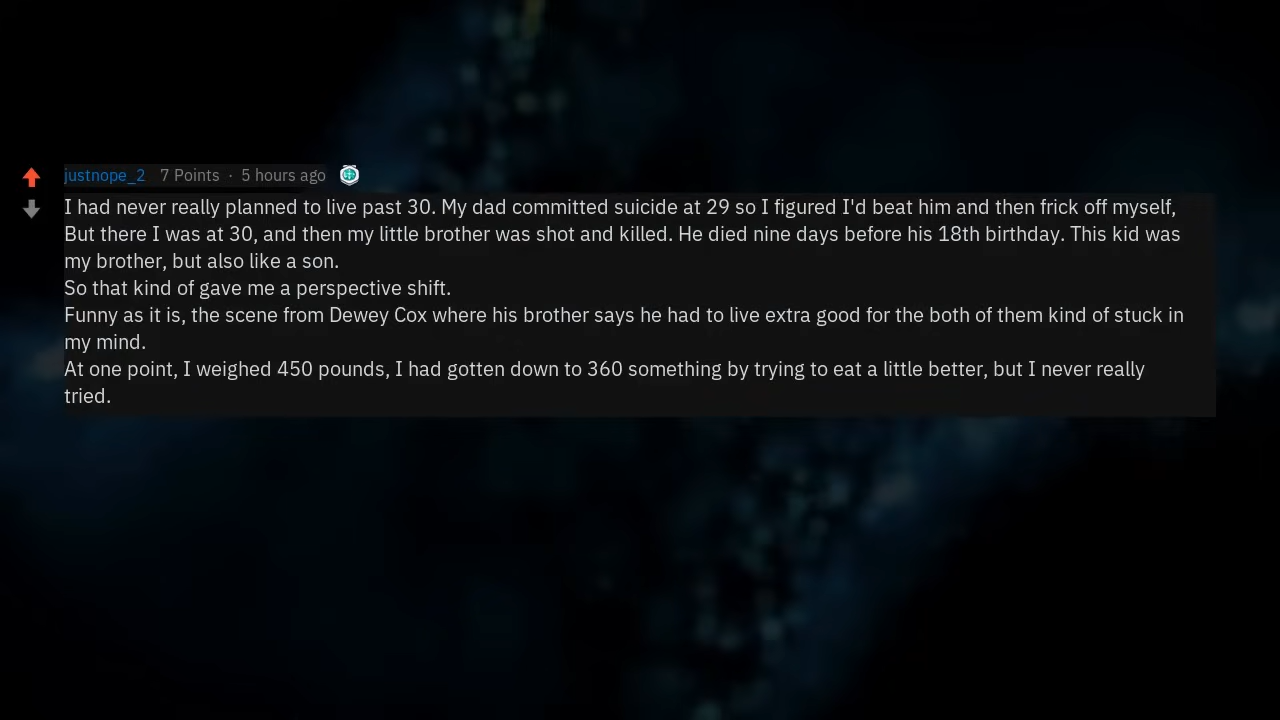 justnope_2 7 Points · 5 hours ago
I had never really planned to live past 30. My dad committed suicide at 29 so I figured I'd beat him and then frick off myself,
But there I was at 30, and then my little brother was shot and killed. He died nine days before his 18th birthday. This kid was
my brother, but also like a son.
So that kind of gave me a perspective shift.
Funny as it is, the scene from Dewey Cox where his brother says he had to live extra good for the both of them kind of stuck in
my mind.
At one point, I weighed 450 pounds, I had gotten down to 360 something by trying to eat a little better, but I never really
tried.